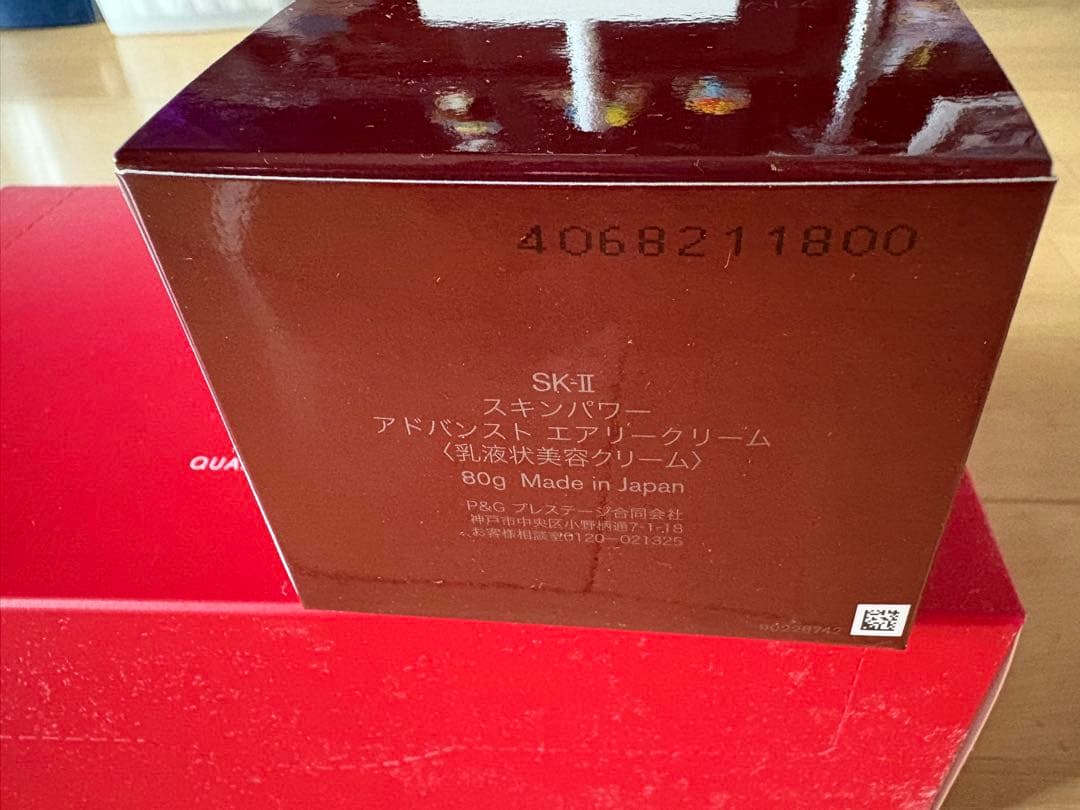 4068211800
SK-II
スキンパワー
アドバンスト エアリークリーム
〈乳液状美容クリーム〉
80g Made in Japan
P&G プレステージ合同会社
神戸市中央区小野柄通7-1-18
お客様相談室0120-021325
90228742
QUA